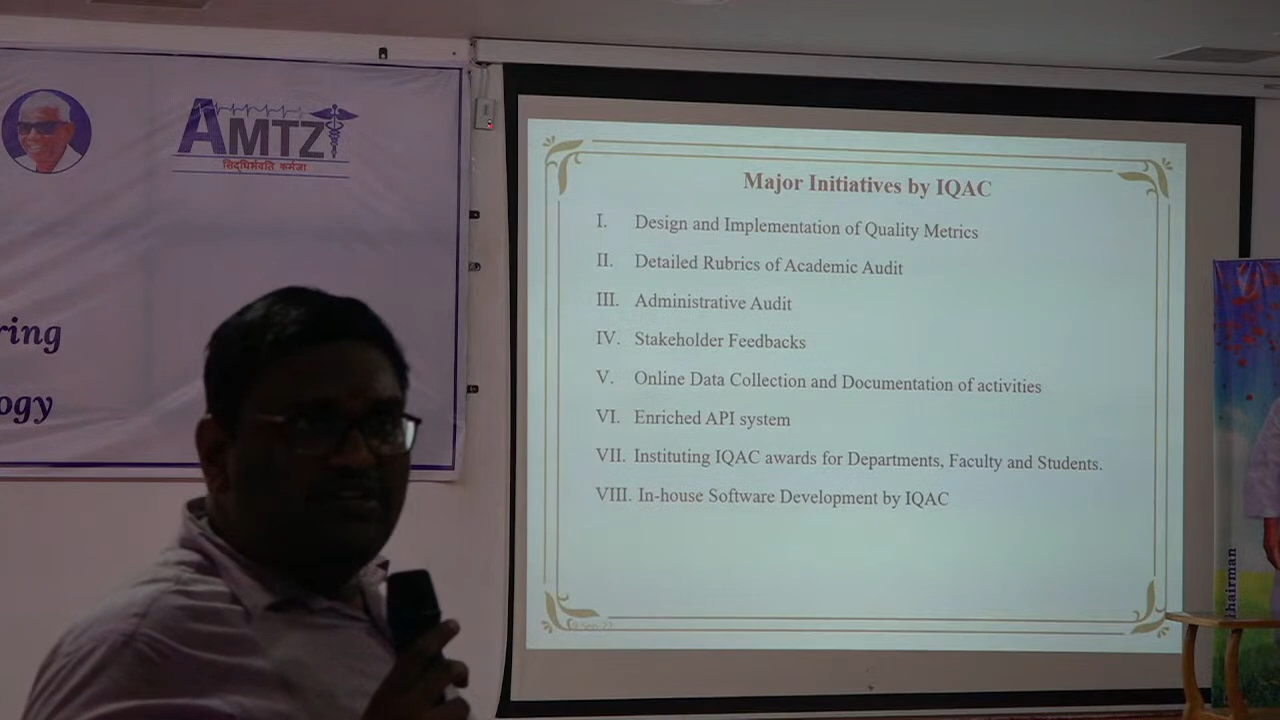 AMTZ
सिद्धिर्भवति कर्मजा
ring
ogy
Major Initiatives by IQAC
I. Design and Implementation of Quality Metrics
II. Detailed Rubrics of Academic Audit
III. Administrative Audit
IV. Stakeholder Feedbacks
V. Online Data Collection and Documentation of activities
VI. Enriched API system
VII. Instituting IQAC awards for Departments, Faculty and Students.
VIII. In-house Software Development by IQAC
hairman